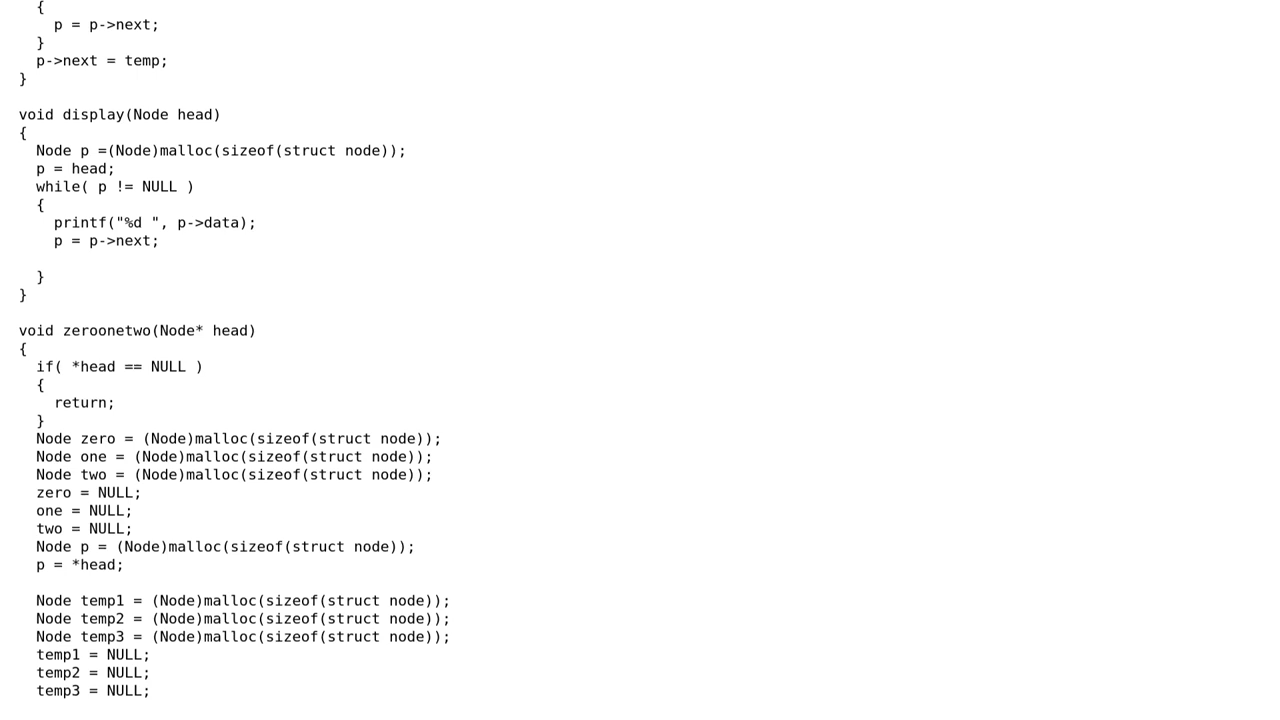 {
p = p->next;
}
p->next = temp;
}
void display(Node head)
{
Node p =(Node)malloc(sizeof(struct node));
p = head;
while( p != NULL )
{
printf("%d ", p->data);
p = p->next;
}
}
void zeroonetwo(Node* head)
{
if( *head == NULL )
{
return;
}
Node zero = (Node)malloc(sizeof(struct node));
Node one = (Node)malloc(sizeof(struct node));
Node two = (Node)malloc(sizeof(struct node));
zero = NULL;
one = NULL;
two = NULL;
Node p = (Node)malloc(sizeof(struct node));
p = *head;
Node temp1 = (Node)malloc(sizeof(struct node));
Node temp2 = (Node)malloc(sizeof(struct node));
Node temp3 = (Node)malloc(sizeof(struct node));
temp1 = NULL;
temp2 = NULL;
temp3 = NULL;